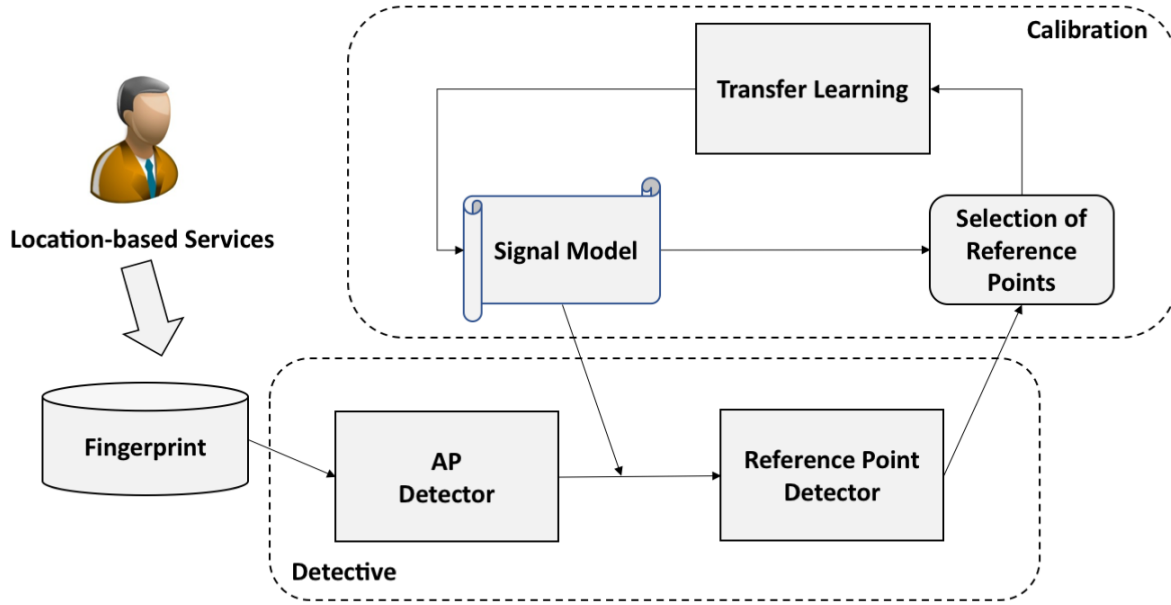 Calibration
Transfer Learning
Location-based Services
Signal Model
Selection of
Reference
Points
Fingerprint
AP
Detector
Reference Point
Detector
Detective